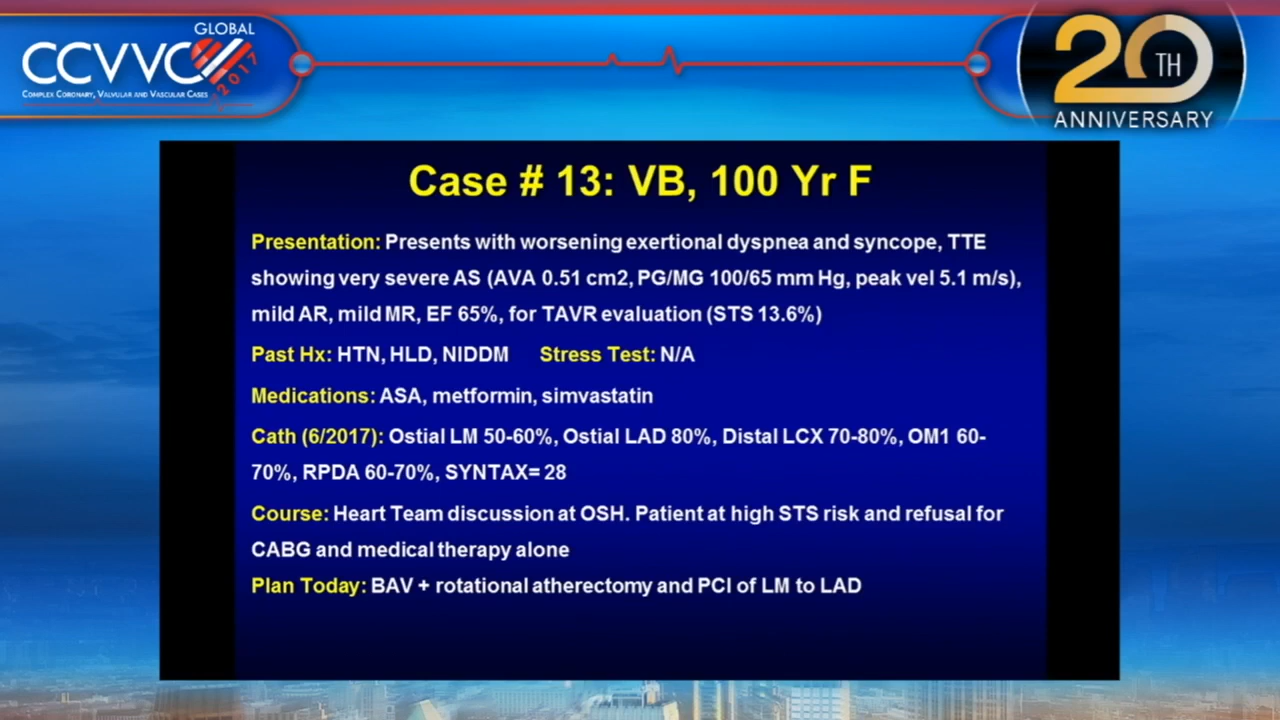 GLOBAL
CCVVC
2017
COMPLEX CORONARY, VALVULAR AND VASCULAR CASES
20TH
ANNIVERSARY
Case # 13: VB, 100 Yr F
Presentation: Presents with worsening exertional dyspnea and syncope, TTE
showing very severe AS (AVA 0.51 cm2, PG/MG 100/65 mm Hg, peak vel 5.1 m/s),
mild AR, mild MR, EF 65%, for TAVR evaluation (STS 13.6%)
Past Hx: HTN, HLD, NIDDM Stress Test: N/A
Medications: ASA, metformin, simvastatin
Cath (6/2017): Ostial LM 50-60%, Ostial LAD 80%, Distal LCX 70-80%, OM1 60-
70%, RPDA 60-70%, SYNTAX= 28
Course: Heart Team discussion at OSH. Patient at high STS risk and refusal for
CABG and medical therapy alone
Plan Today: BAV + rotational atherectomy and PCI of LM to LAD